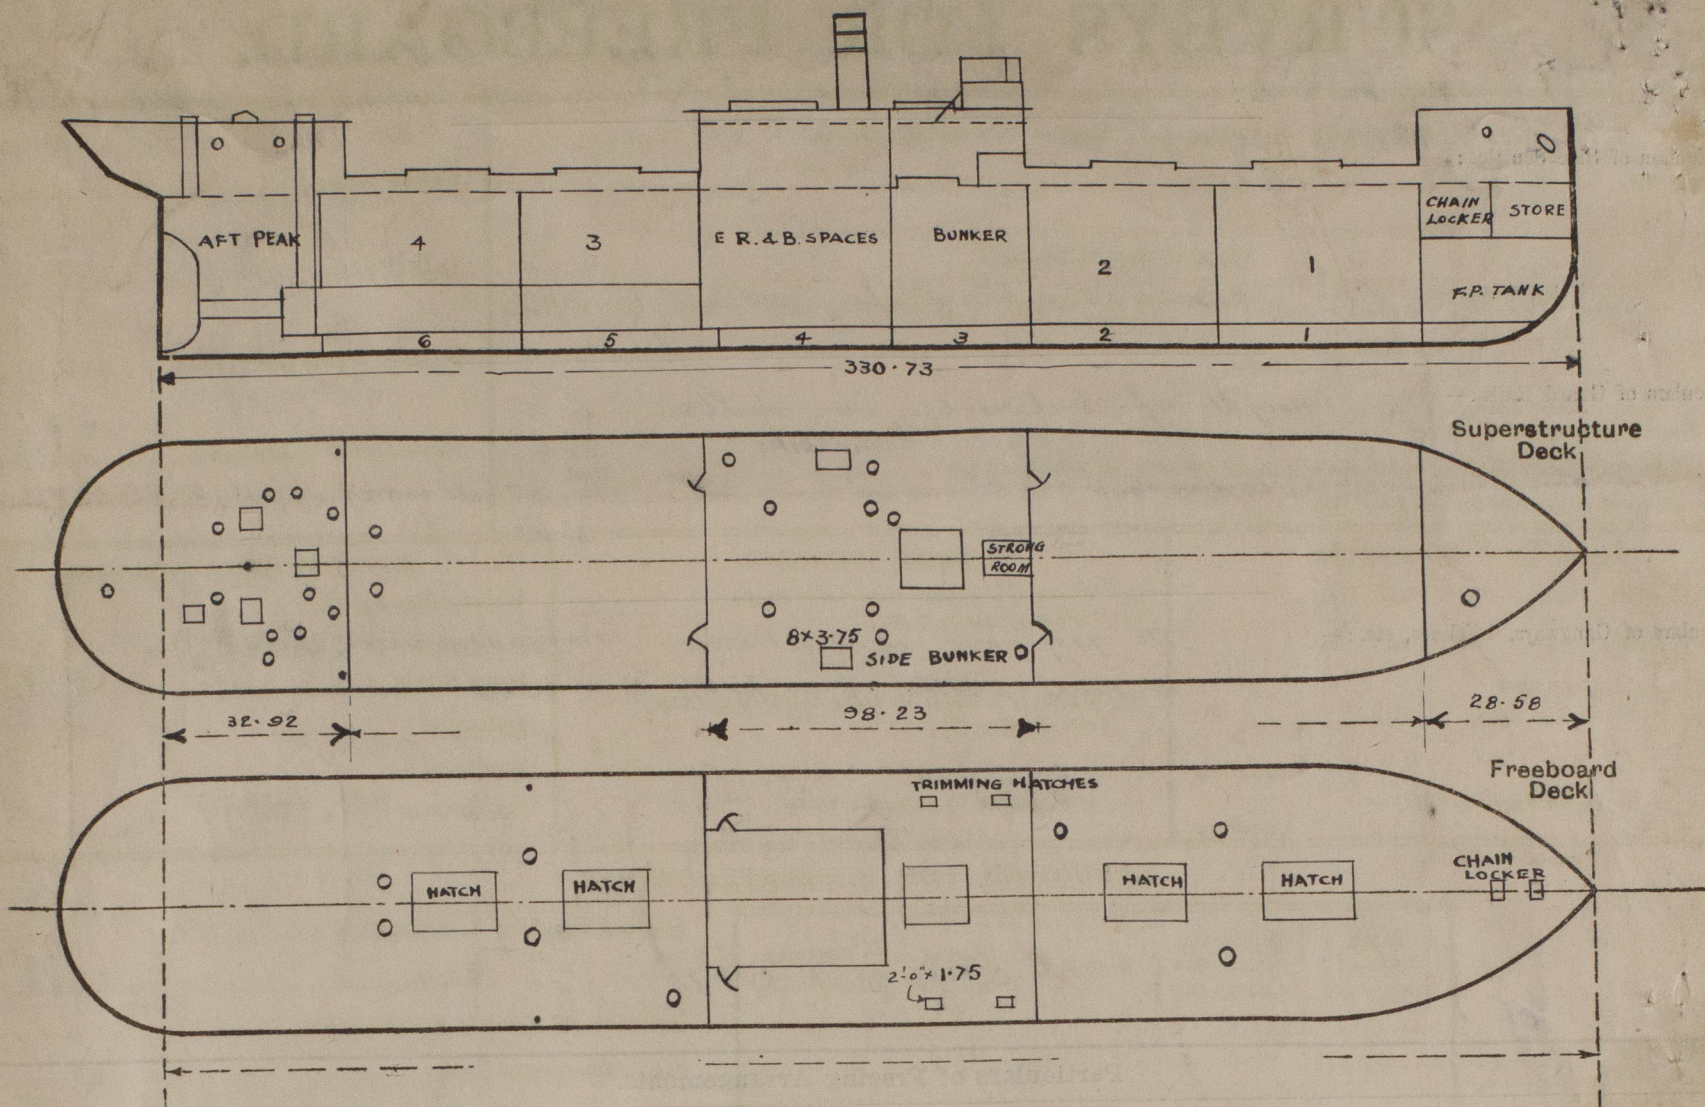 AFT PEAK
4
3
E R. & B. SPACES
BUNKER
2
1
CHAIN
LOCKER
STORE
F.P. TANK
6
5
4
3
2
1
330·73
Superstructure
Deck
STRONG
ROOM
8×3·75
SIDE BUNKER
32·92
98·23
28·58
Freeboard
Deck
TRIMMING HATCHES
HATCH
HATCH
HATCH
HATCH
CHAIN
LOCKER
2'-0"× 1·75